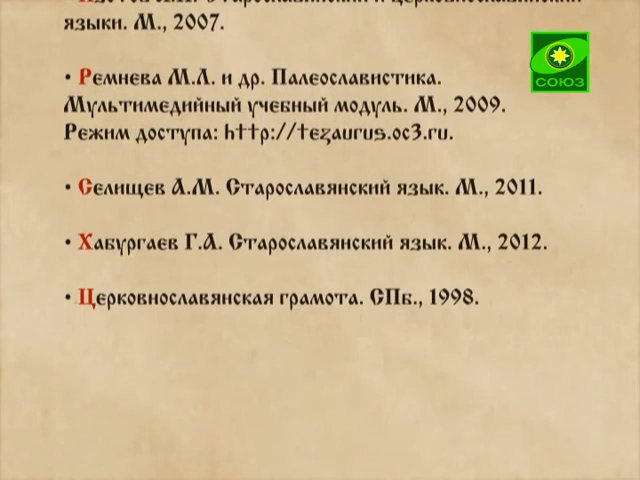 языки. М., 2007.
• Ремнева М.Л. и др. Палеославистика.
Мультимедийный учебный модуль. М., 2009.
Режим доступа: http://tezaurus.oc3.ru.
• Селищев А.М. Старославянский язык. М., 2011.
• Хабургаев Г.А. Старославянский язык. М., 2012.
• Церковнославянская грамота. СПб., 1998.
СОЮЗ